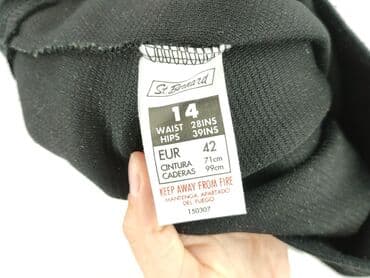 St. Bernard
14
WAIST 28INS
HIPS 39INS
EUR 42
CINTURA 71cm
CADERAS 99cm
KEEP AWAY FROM FIRE
MANTENGA APARTADO
DEL FUEGO
150307